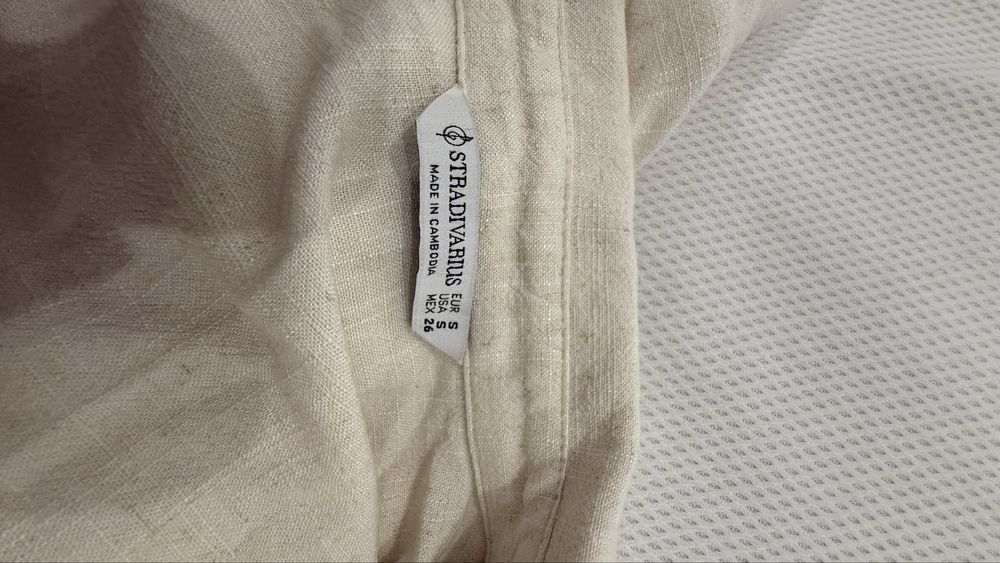 STRADIVARIUS
MADE IN CAMBODIA
EUR S
USA S
MEX 26